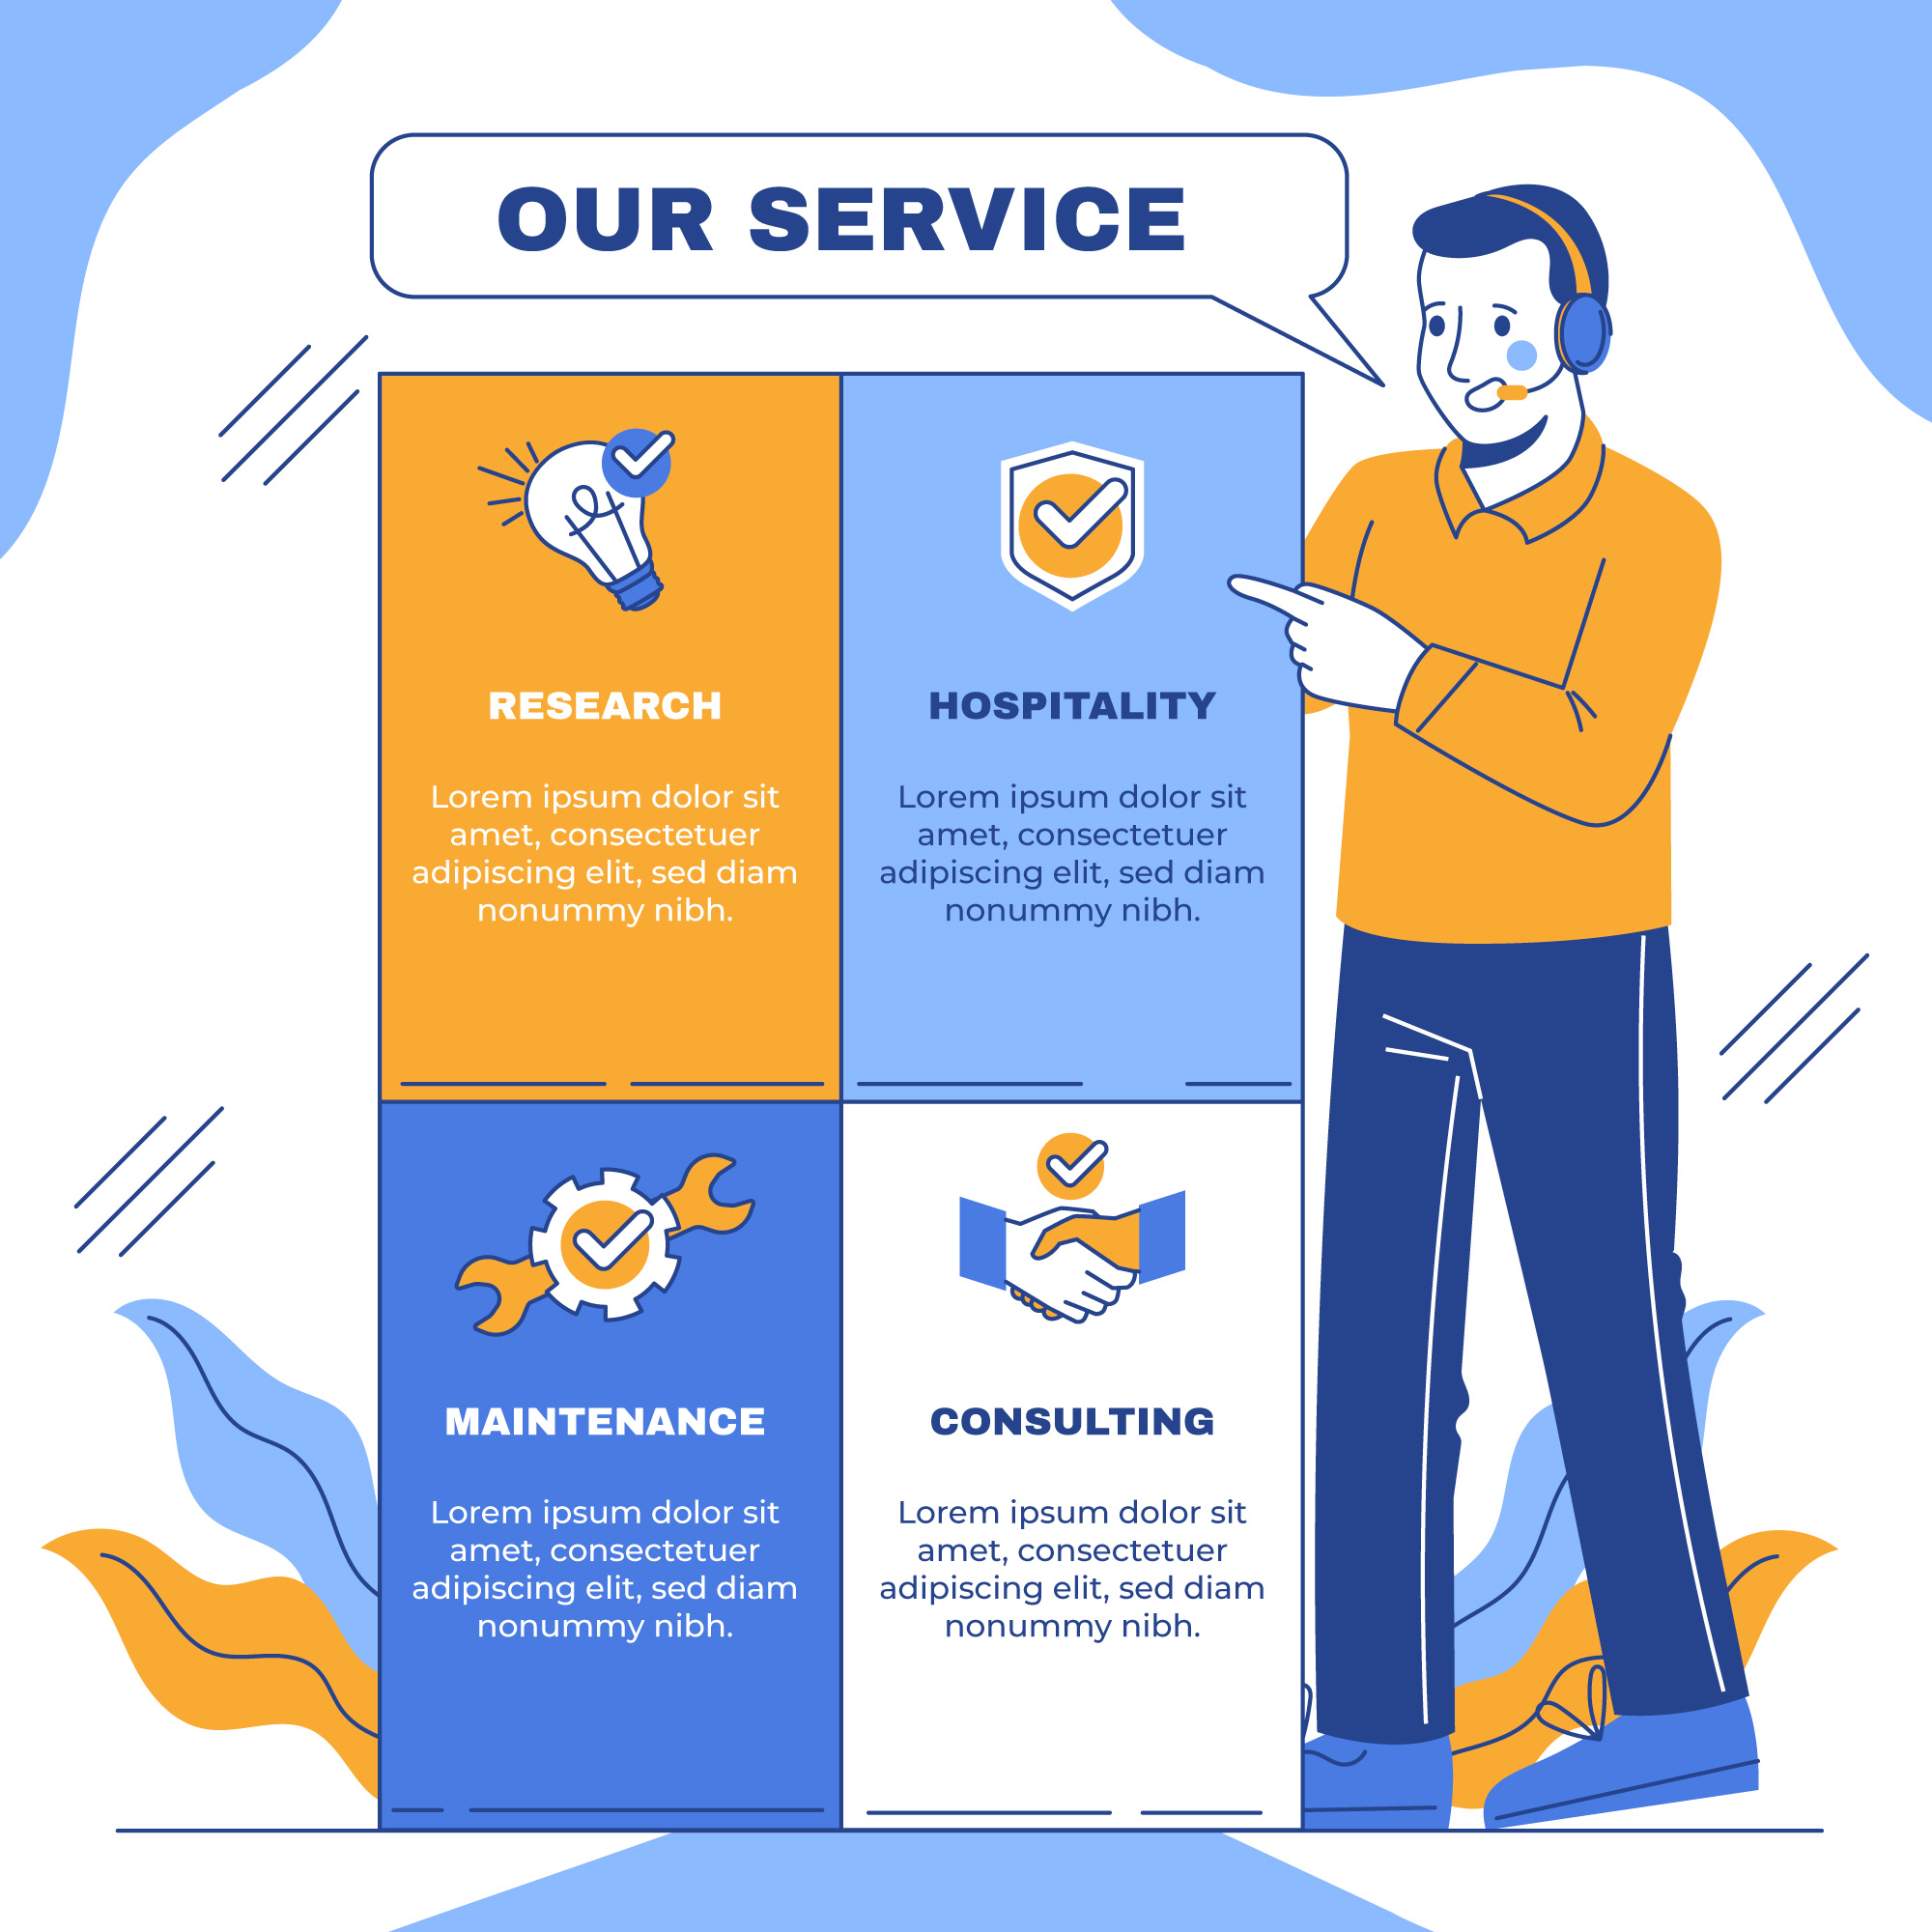 OUR SERVICE
RESEARCH
Lorem ipsum dolor sit
amet, consectetuer
adipiscing elit, sed diam
nonummy nibh.
HOSPITALITY
Lorem ipsum dolor sit
amet, consectetuer
adipiscing elit, sed diam
nonummy nibh.
MAINTENANCE
Lorem ipsum dolor sit
amet, consectetuer
adipiscing elit, sed diam
nonummy nibh.
CONSULTING
Lorem ipsum dolor sit
amet, consectetuer
adipiscing elit, sed diam
nonummy nibh.